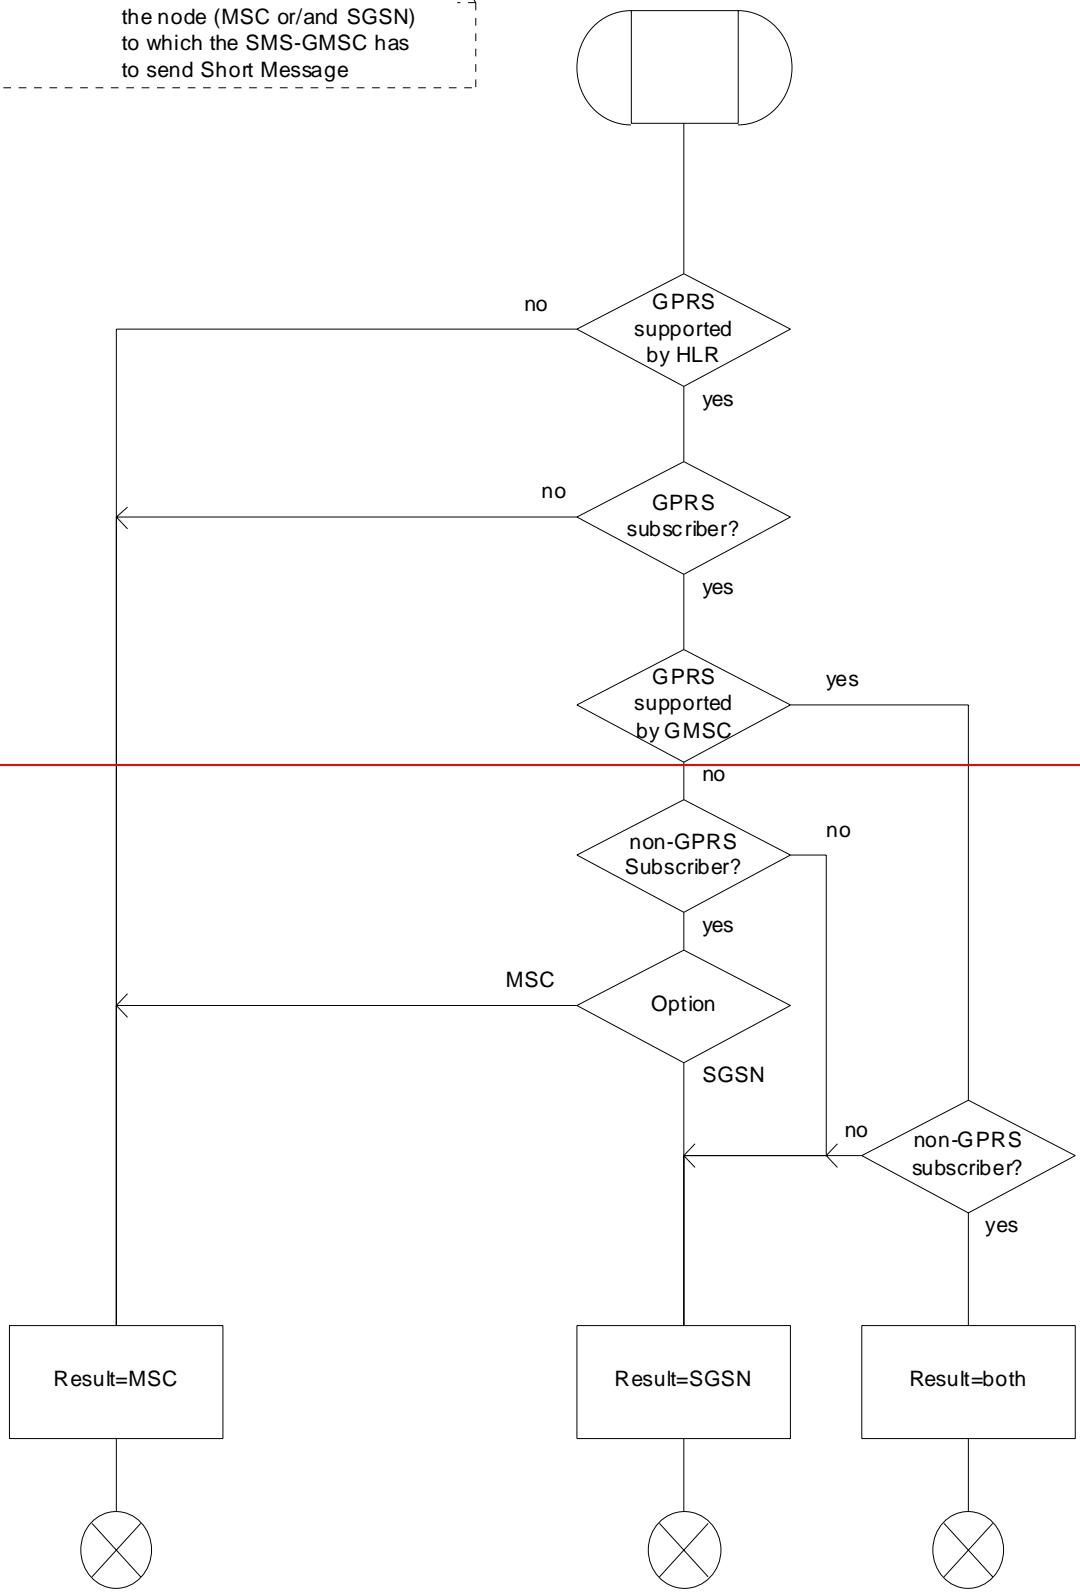 the node (MSC or/and SGSN)
to which the SMS-GMSC has
to send Short Message
no
GPRS
supported
by HLR
yes
no
GPRS
subscriber?
yes
GPRS
supported
by GMSC
yes
no
non-GPRS
Subscriber?
no
yes
MSC
Option
SGSN
no
non-GPRS
subscriber?
yes
Result=MSC
Result=SGSN
Result=both